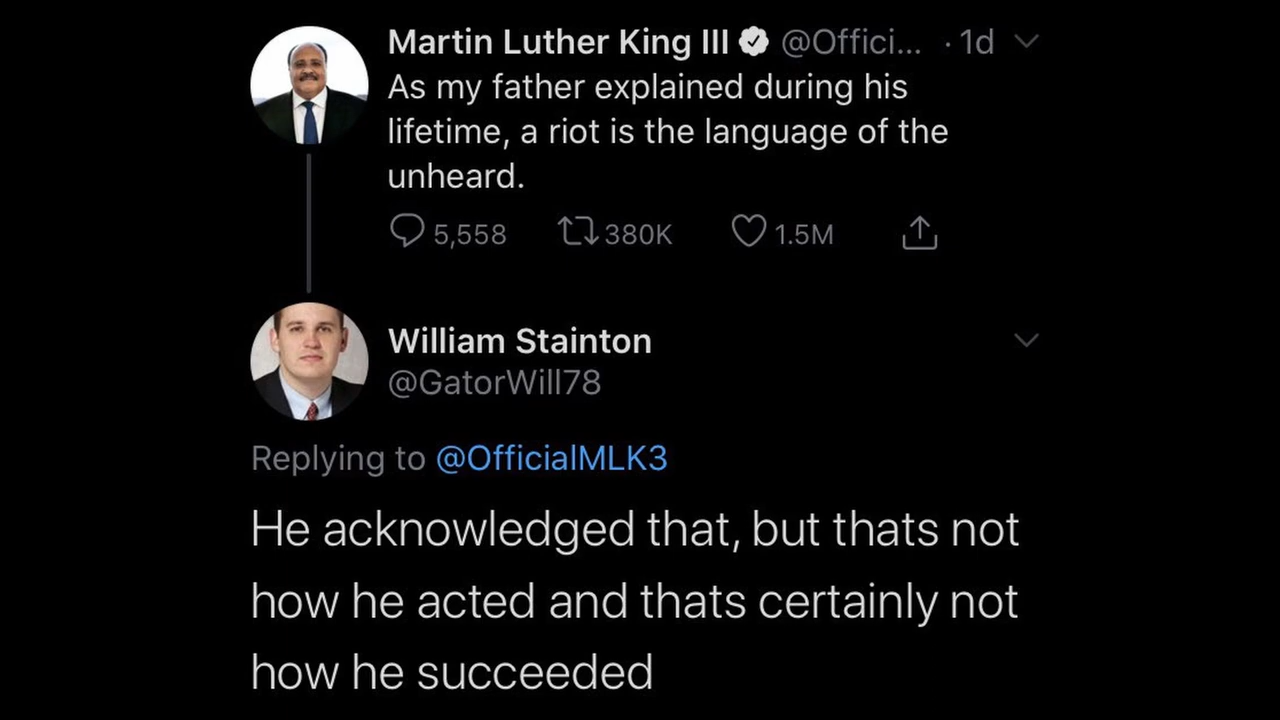 Martin Luther King III @Offici... · 1d
As my father explained during his
lifetime, a riot is the language of the
unheard.
5,558 380K 1.5M
William Stainton
@GatorWill78
Replying to @OfficialMLK3
He acknowledged that, but thats not
how he acted and thats certainly not
how he succeeded